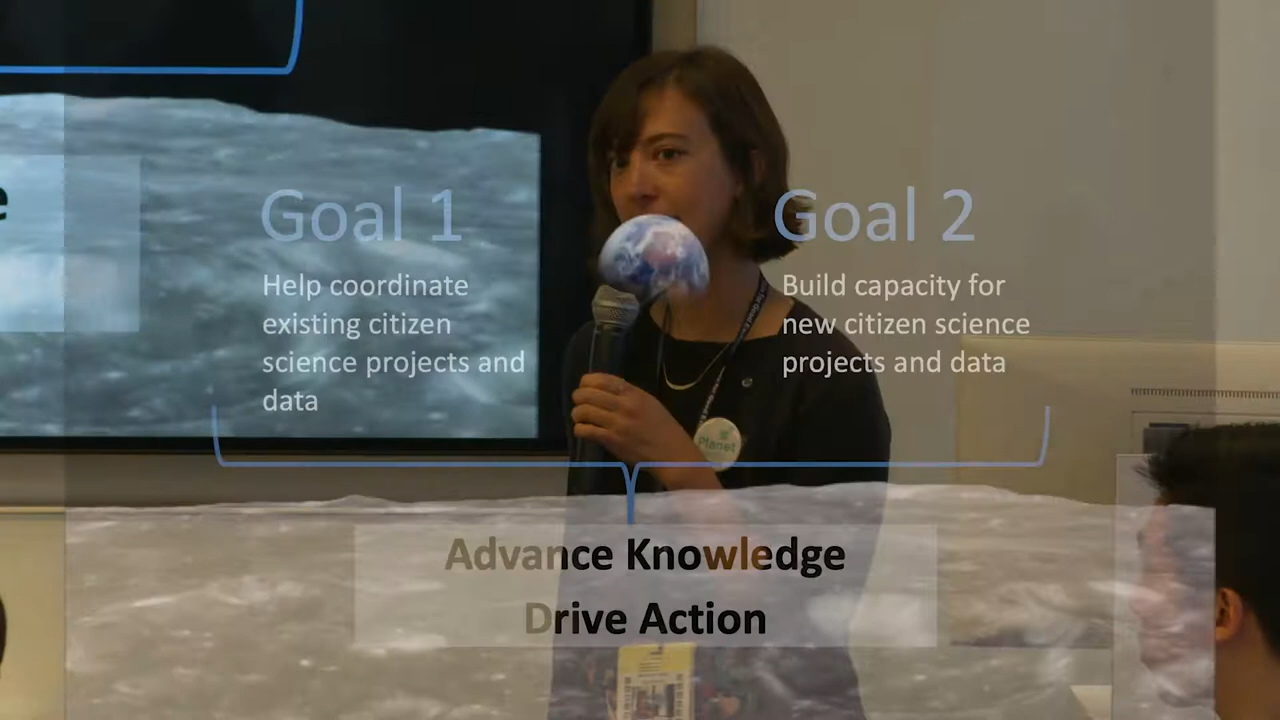 e
Goal 1
Help coordinate
existing citizen
science projects and
data
Goal 2
Build capacity for
new citizen science
projects and data
Planet
Advance Knowledge
Drive Action